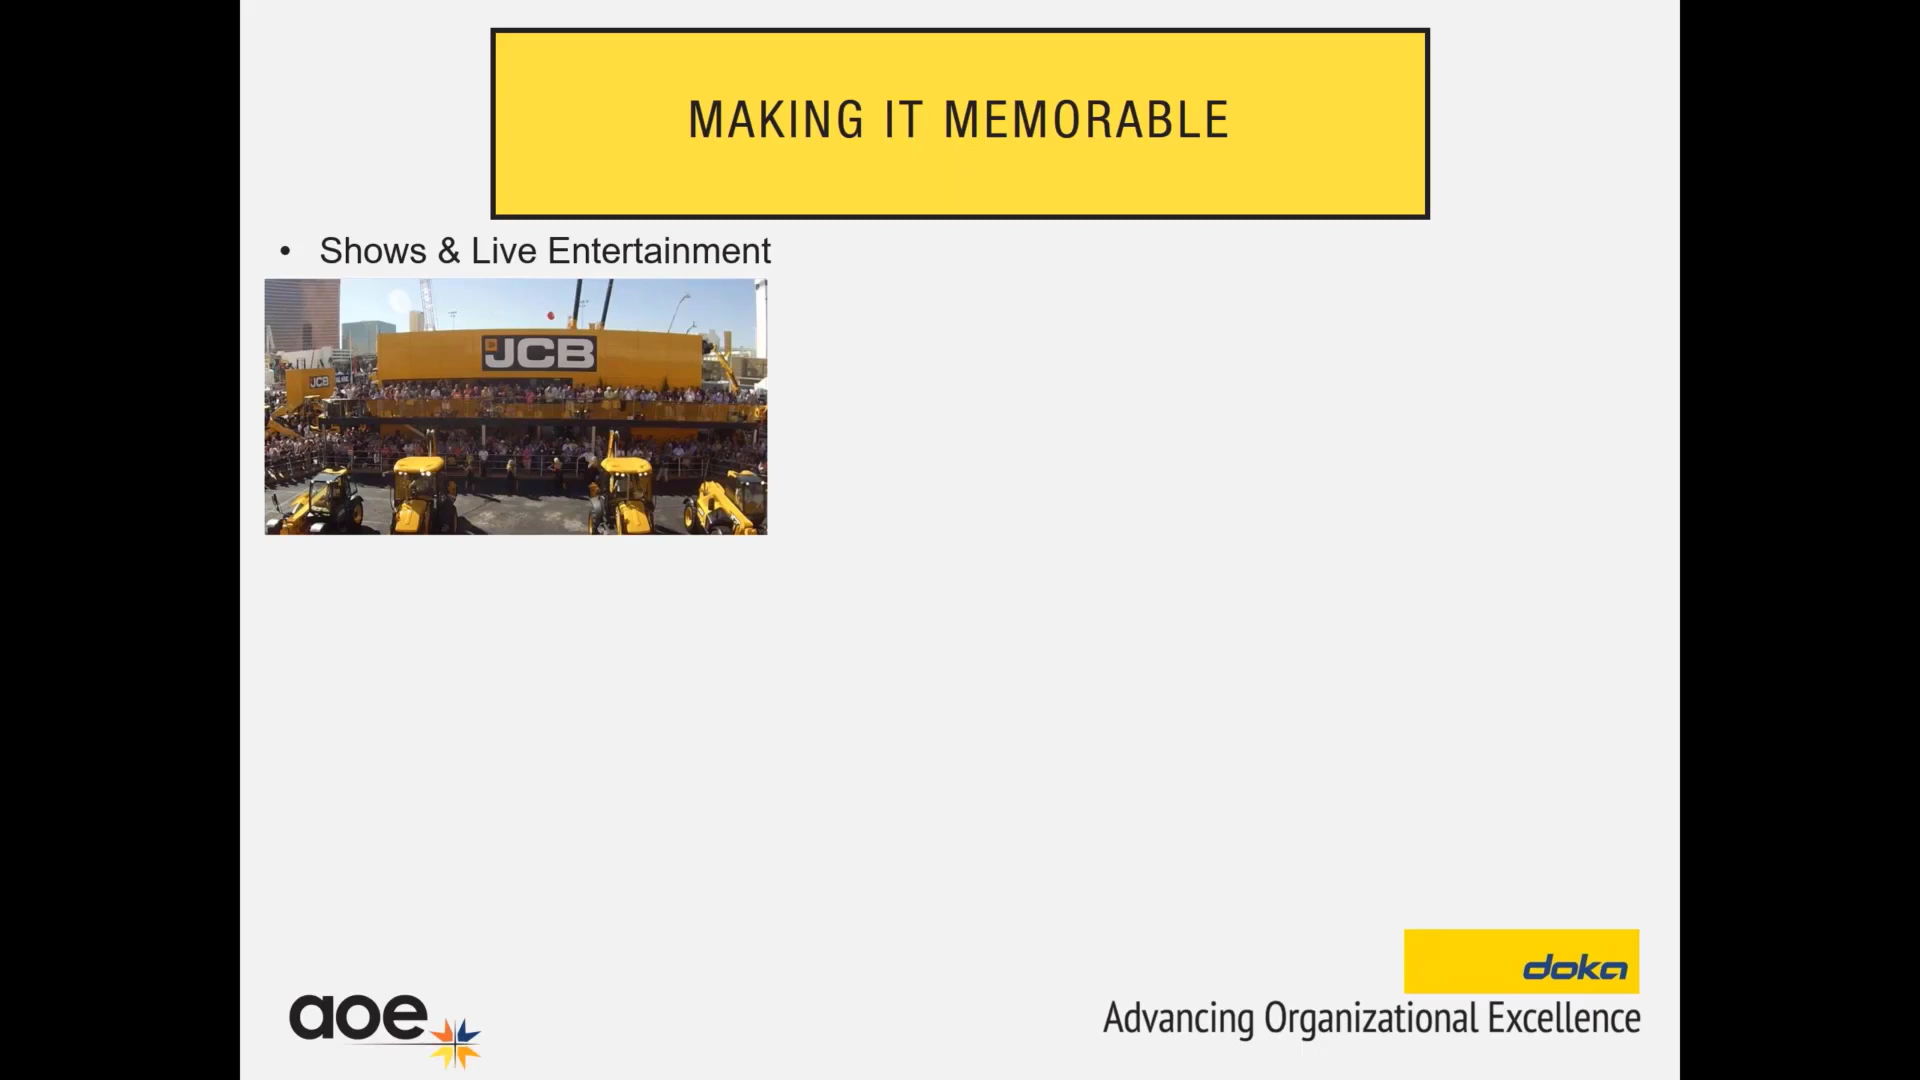 MAKING IT MEMORABLE
• Shows & Live Entertainment
JCB
JCB
doka
aoe
Advancing Organizational Excellence